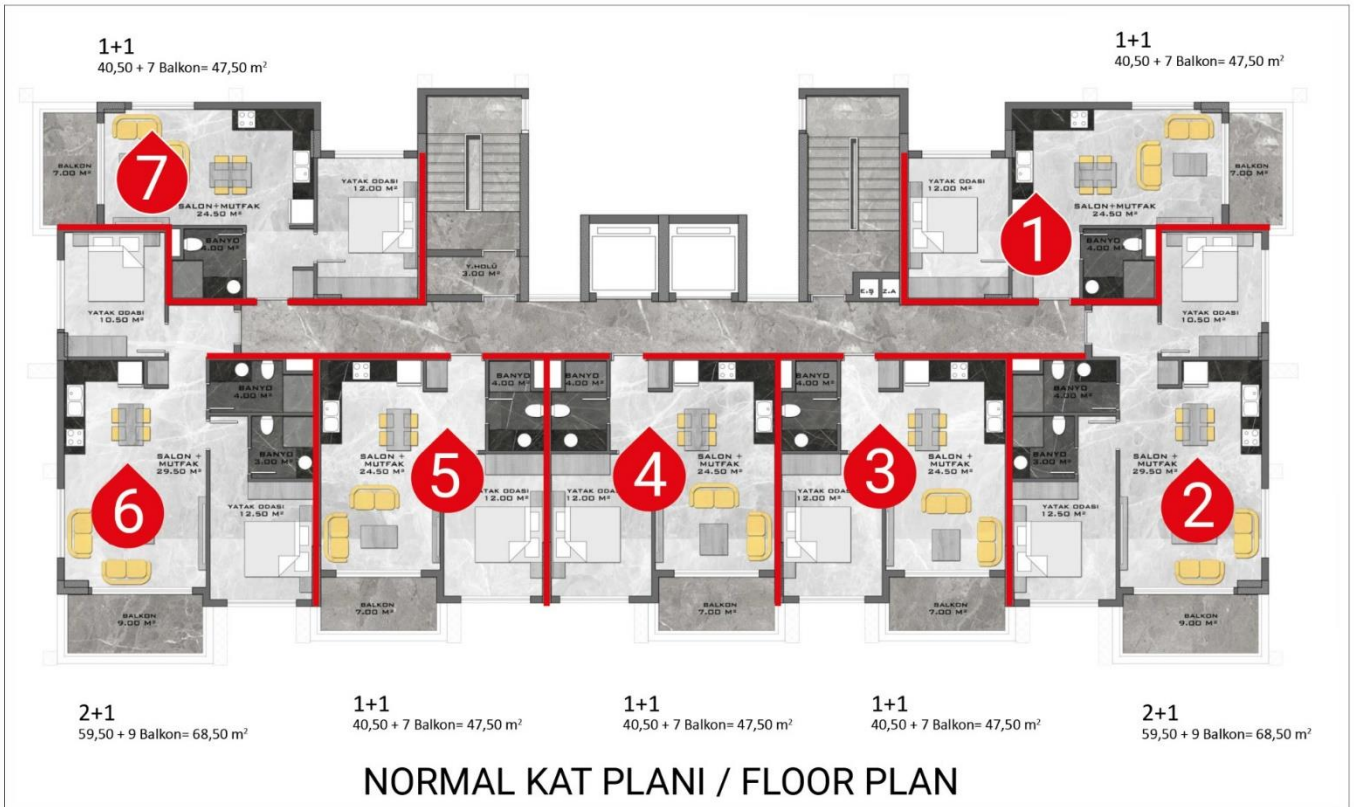 1+1
40,50 + 7 Balkon= 47,50 m²
1+1
40,50 + 7 Balkon= 47,50 m²
BALKON
7.00 M²
7
SALON+MUTFAK
24.50 M²
YATAK ODASI
12.00 M²
BANYO
4.00 M²
Y.HOLÜ
3.00 M²
E.Ş
Z.A
YATAK ODASI
12.00 M²
1
SALON+MUTFAK
24.50 M²
BALKON
7.00 M²
BANYO
4.00 M²
YATAK ODASI
10.50 M²
YATAK ODASI
10.50 M²
BANYO
4.00 M²
BANYO
4.00 M²
BANYO
4.00 M²
BANYO
4.00 M²
BANYO
4.00 M²
SALON +
MUTFAK
29.50 M²
6
BANYO
3.00 M²
YATAK ODASI
12.50 M²
SALON +
MUTFAK
24.50 M²
5
YATAK ODASI
12.00 M²
YATAK ODASI
12.00 M²
4
SALON +
MUTFAK
24.50 M²
YATAK ODASI
12.00 M²
3
SALON +
MUTFAK
24.50 M²
BANYO
3.00 M²
YATAK ODASI
12.50 M²
SALON +
MUTFAK
29.50 M²
2
BALKON
9.00 M²
BALKON
7.00 M²
BALKON
7.00 M²
BALKON
7.00 M²
BALKON
9.00 M²
2+1
59,50 + 9 Balkon= 68,50 m²
1+1
40,50 + 7 Balkon= 47,50 m²
1+1
40,50 + 7 Balkon= 47,50 m²
1+1
40,50 + 7 Balkon= 47,50 m²
2+1
59,50 + 9 Balkon= 68,50 m²
NORMAL KAT PLANI / FLOOR PLAN